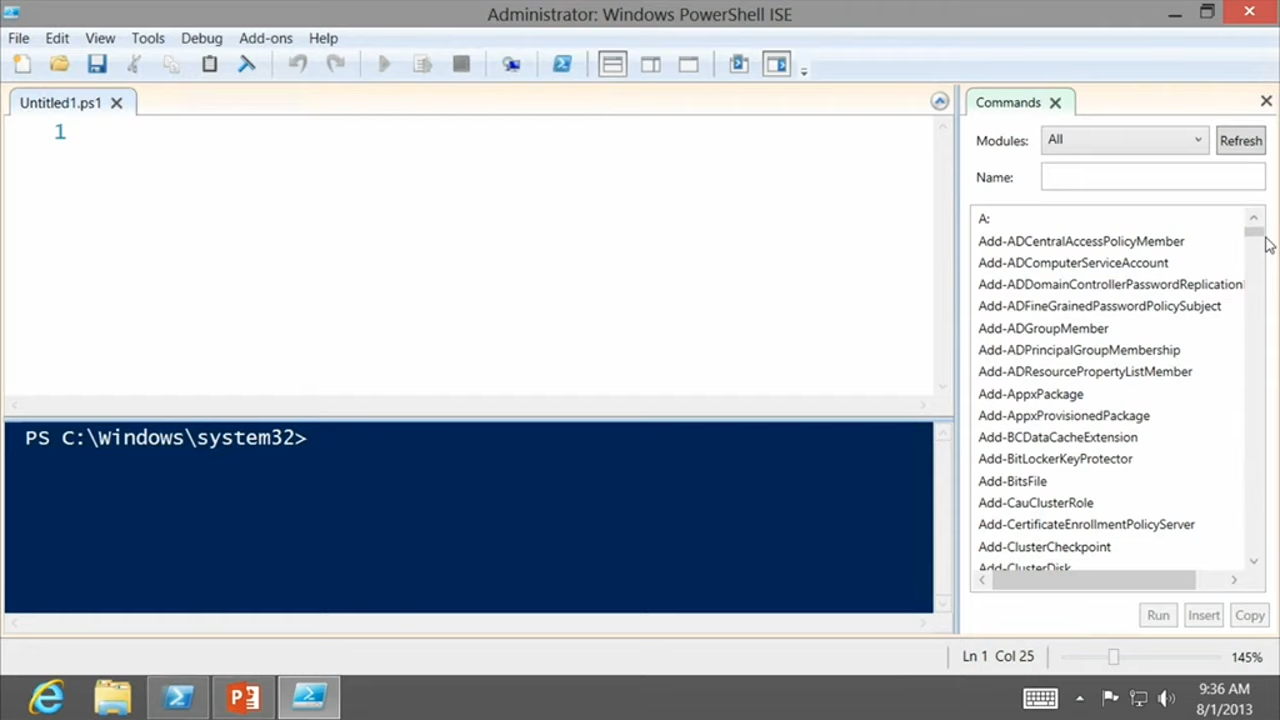 Administrator: Windows PowerShell ISE
File Edit View Tools Debug Add-ons Help
Untitled1.ps1
1
PS C:\Windows\system32>
Commands
Modules: All Refresh
Name:
A:
Add-ADCentralAccessPolicyMember
Add-ADComputerServiceAccount
Add-ADDomainControllerPasswordReplication
Add-ADFineGrainedPasswordPolicySubject
Add-ADGroupMember
Add-ADPrincipalGroupMembership
Add-ADResourcePropertyListMember
Add-AppxPackage
Add-AppxProvisionedPackage
Add-BCDataCacheExtension
Add-BitLockerKeyProtector
Add-BitsFile
Add-CauClusterRole
Add-CertificateEnrollmentPolicyServer
Add-ClusterCheckpoint
Add-ClusterDisk
Run Insert Copy
Ln 1 Col 25 145%
9:36 AM
8/1/2013